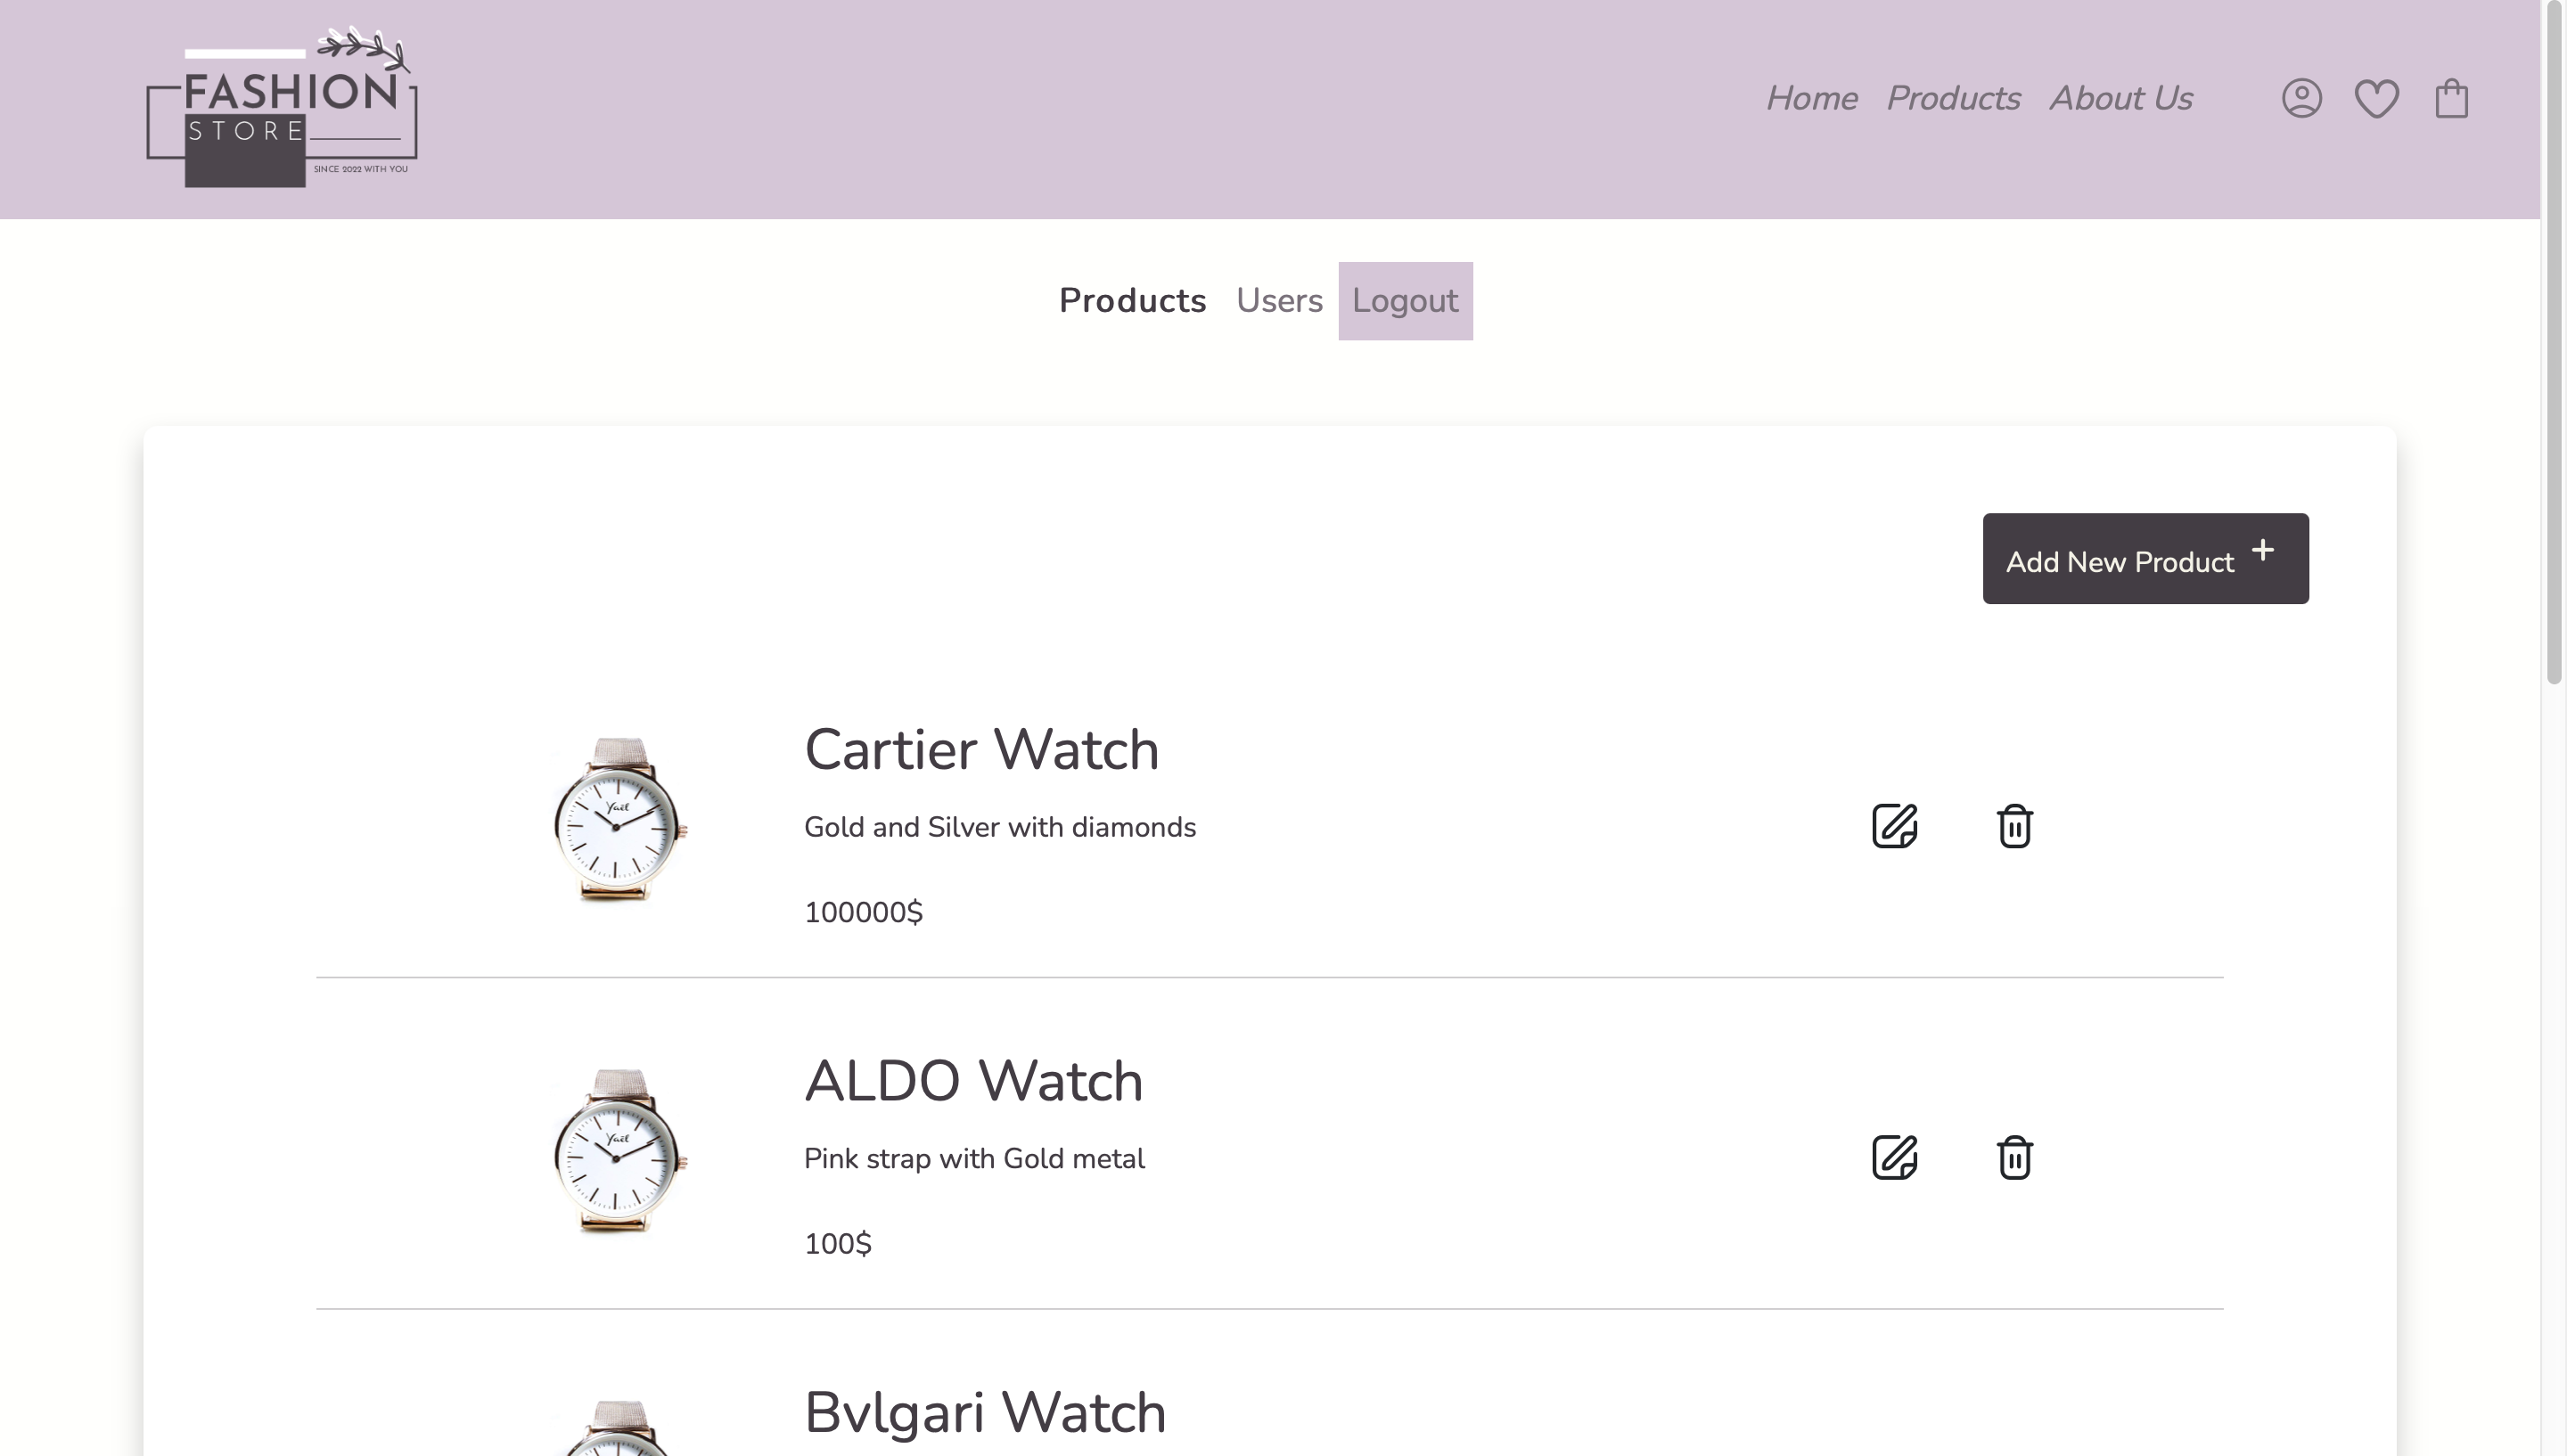 FASHION
STORE
SINCE 2022 WITH YOU
Home Products About Us
Products Users Logout
Add New Product +
Cartier Watch
Yaël
Gold and Silver with diamonds
100000$
ALDO Watch
Yaël
Pink strap with Gold metal
100$
Bvlgari Watch